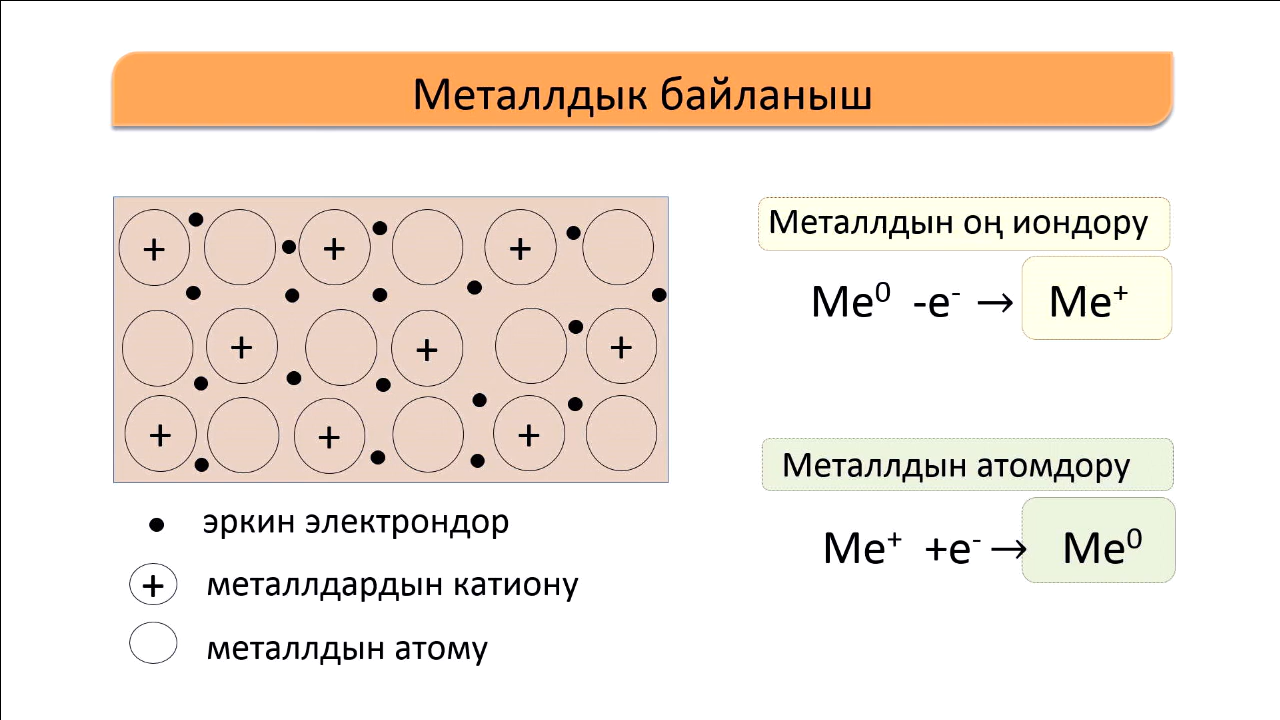 Металлдык байланыш
+ + +
+ + +
+ + +
эркин электрондор
+ металлдардын катиону
металлдын атому
Металлдын оң иондору
Me⁰ -e⁻ → Me⁺
Металлдын атомдору
Me⁺ +e⁻ → Me⁰